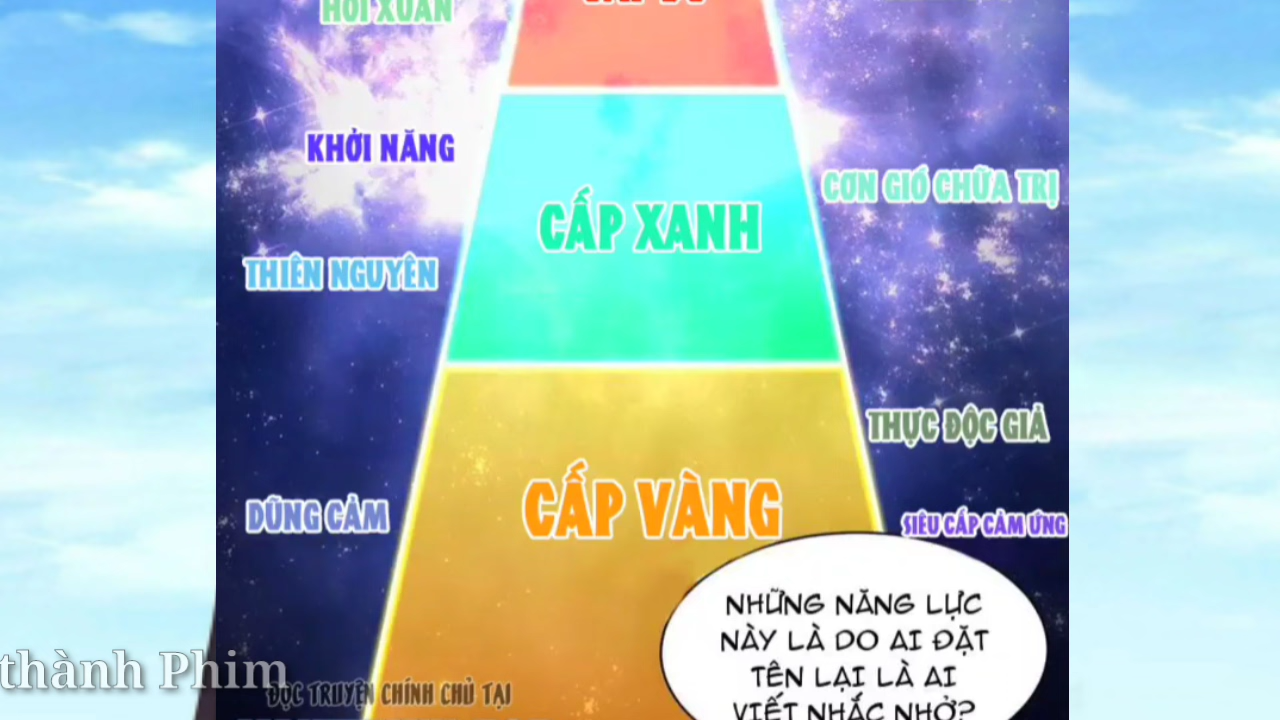 HỒI XUÂN
KHỞI NĂNG
CƠN GIÓ CHỮA TRỊ
CẤP XANH
THIÊN NGUYÊN
THỰC ĐỘC GIẢ
CẤP VÀNG
DŨNG CẢM
SIÊU CẤP CẢM ỨNG
NHỮNG NĂNG LỰC
NÀY LÀ DO AI ĐẶT
TÊN LẠI LÀ AI
VIẾT NHẮC NHỞ?
thành Phim
ĐỌC TRUYỆN CHÍNH CHỦ TẠI